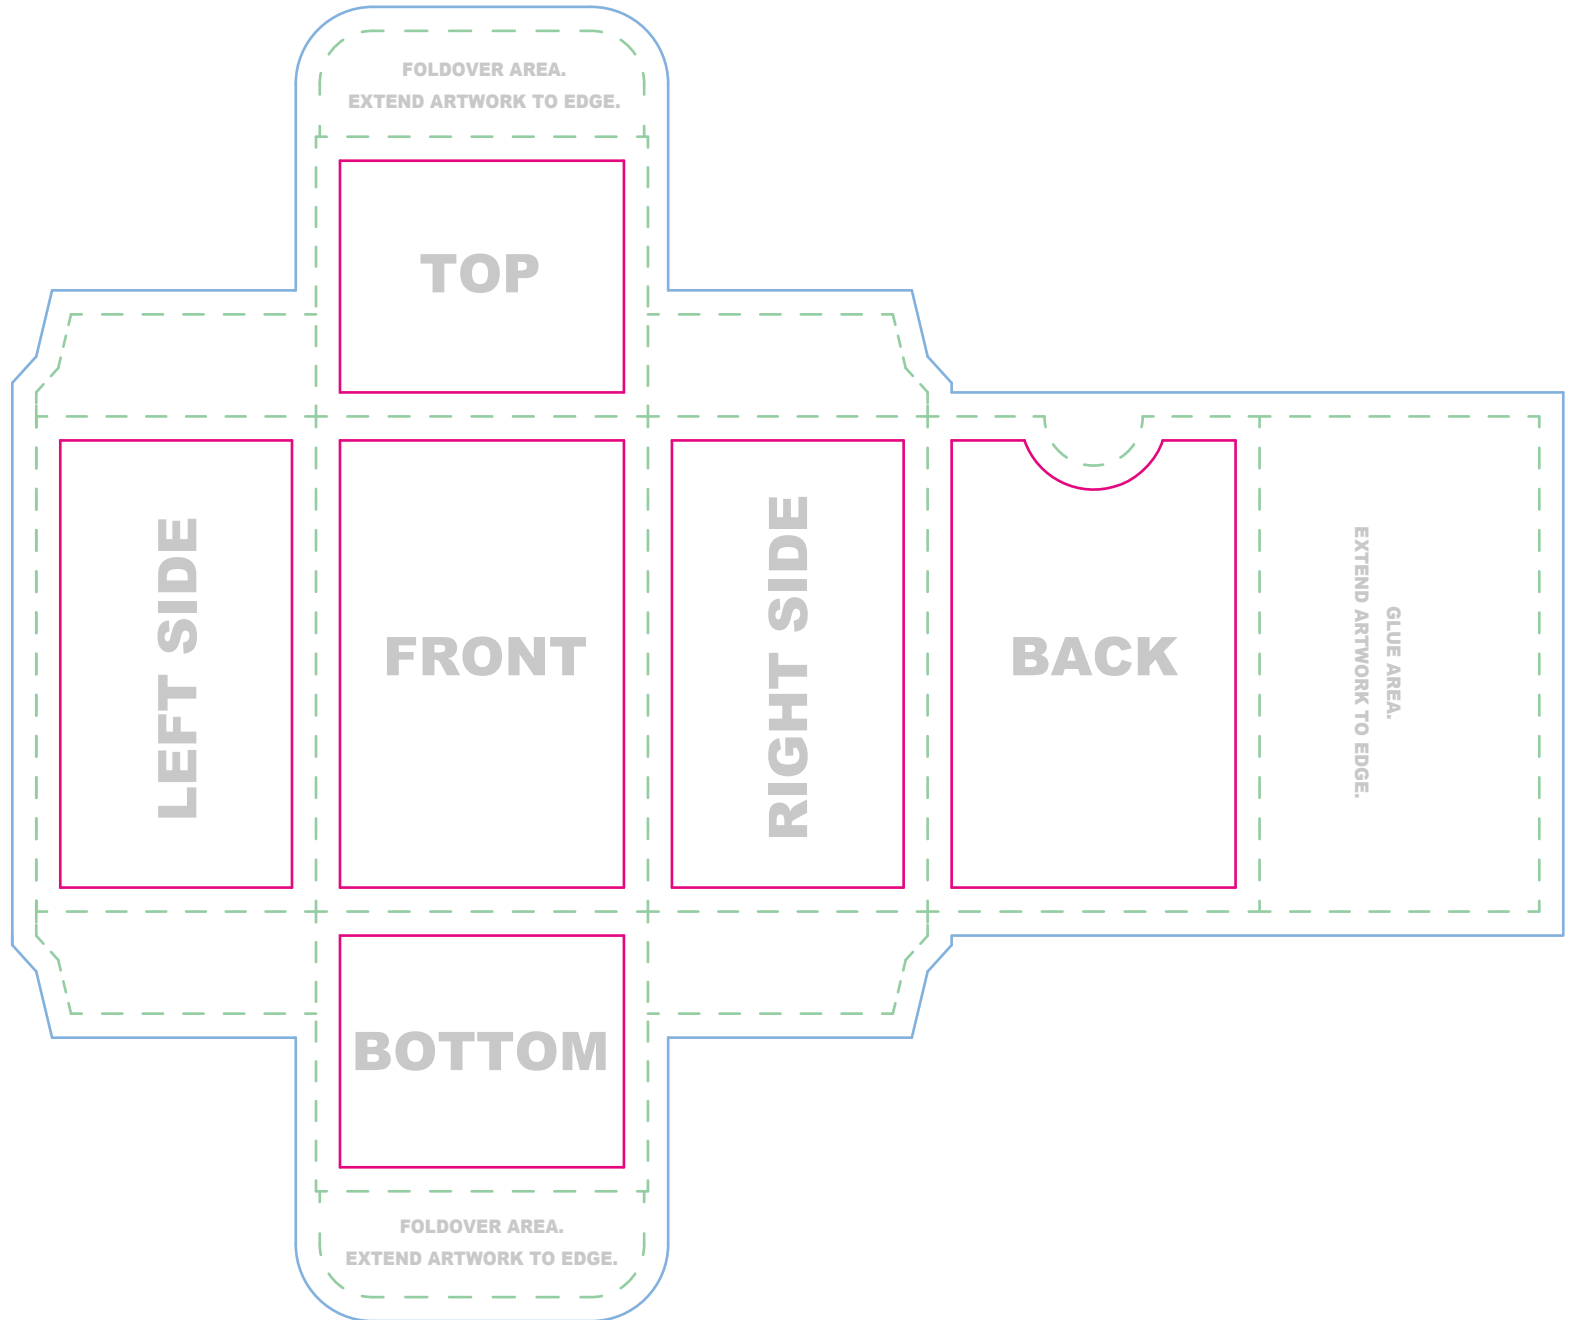 FOLDOVER AREA.
EXTEND ARTWORK TO EDGE.
TOP
LEFT SIDE
FRONT
RIGHT SIDE
BACK
GLUE AREA.
EXTEND ARTWORK TO EDGE.
BOTTOM
FOLDOVER AREA.
EXTEND ARTWORK TO EDGE.